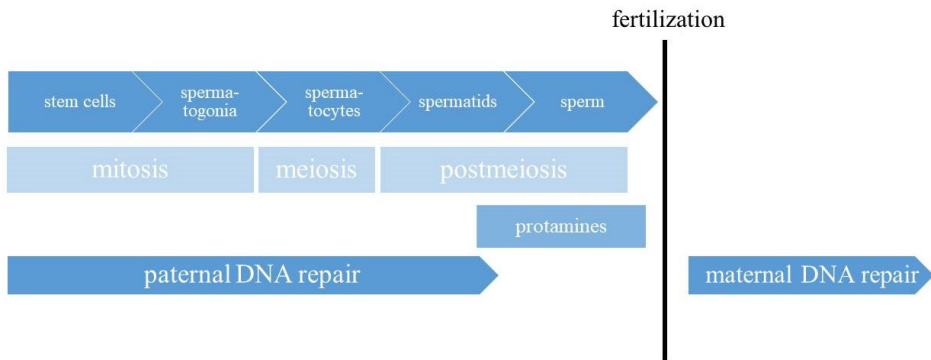 fertilization
stem cells
sperma-
togonia
sperma-
tocytes
spermatids
sperm
mitosis
meiosis
postmeiosis
protamines
paternal DNA repair
maternal DNA repair